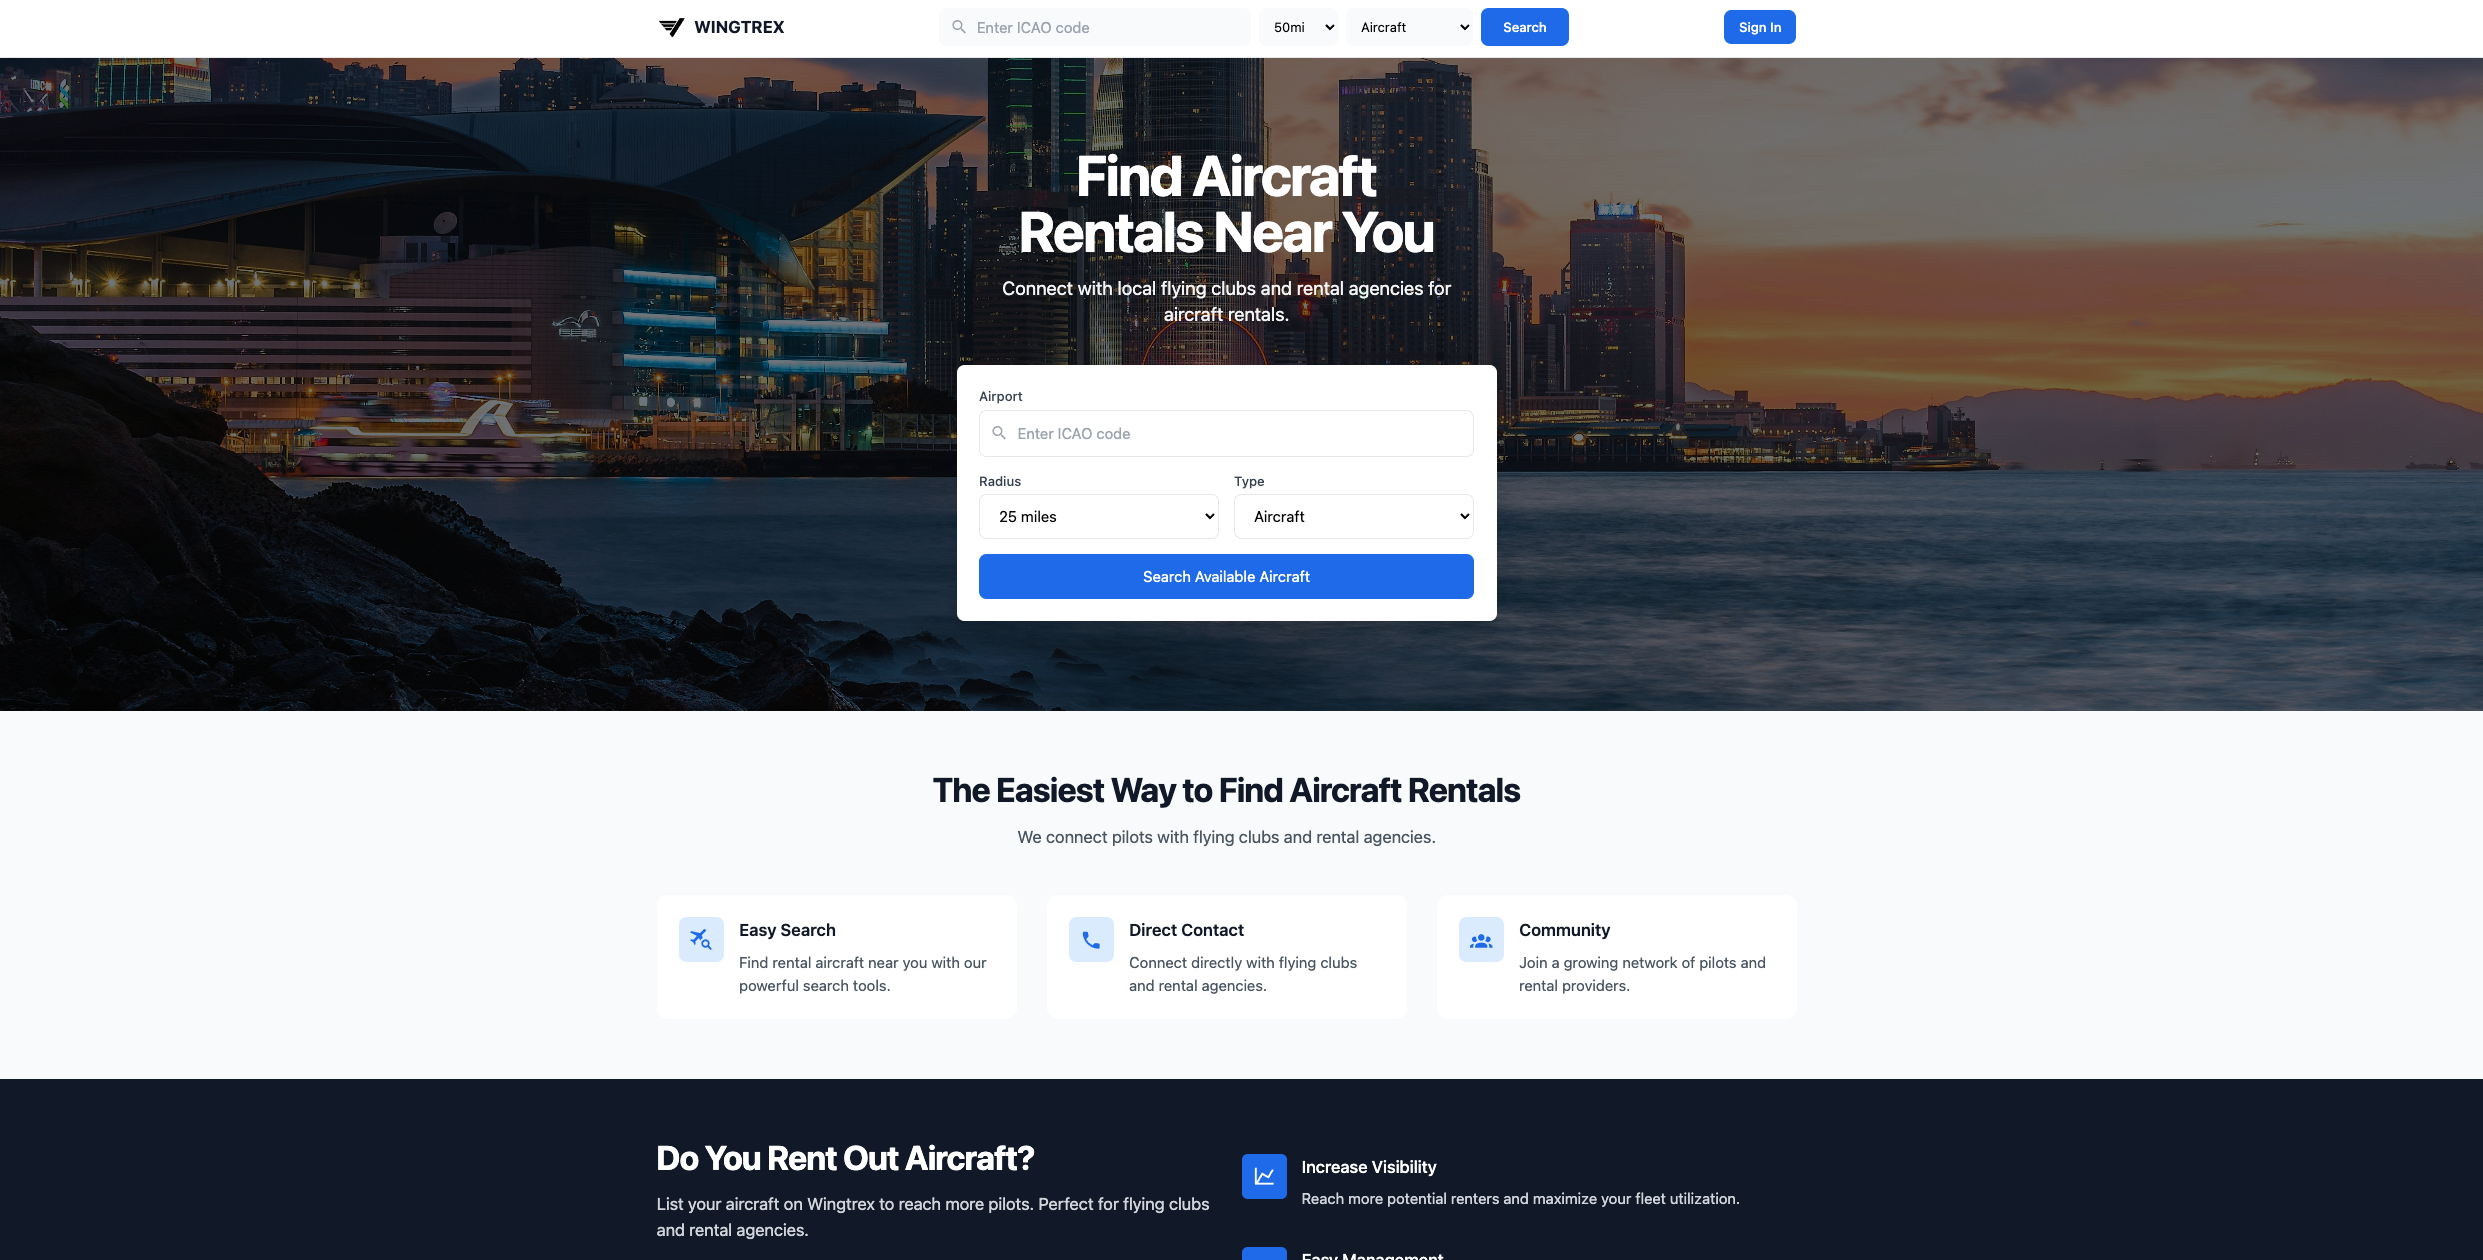 WINGTREX
Enter ICAO code
50mi
Aircraft
Search
Sign In
Find Aircraft
Rentals Near You
Connect with local flying clubs and rental agencies for
aircraft rentals.
Airport
Enter ICAO code
Radius
Type
25 miles
Aircraft
Search Available Aircraft
The Easiest Way to Find Aircraft Rentals
We connect pilots with flying clubs and rental agencies.
Easy Search
Find rental aircraft near you with our
powerful search tools.
Direct Contact
Connect directly with flying clubs
and rental agencies.
Community
Join a growing network of pilots and
rental providers.
Do You Rent Out Aircraft?
List your aircraft on Wingtrex to reach more pilots. Perfect for flying clubs
and rental agencies.
Increase Visibility
Reach more potential renters and maximize your fleet utilization.
Easy Management